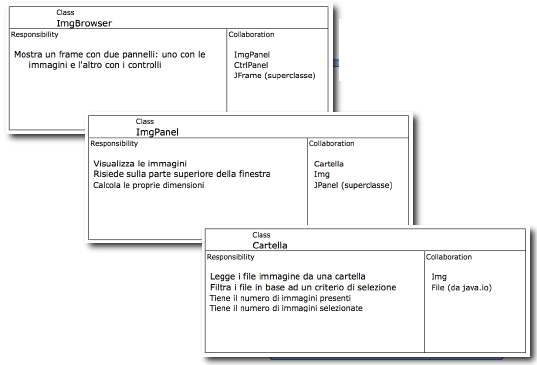 Class
ImgBrowser
Responsibility
Collaboration
Mostra un frame con due pannelli: uno con le
immagini e l'altro con i controlli
ImgPanel
CtrlPanel
JFrame (superclasse)
Class
ImgPanel
Responsibility
Collaboration
Visualizza le immagini
Risiede sulla parte superiore della finestra
Calcola le proprie dimensioni
Cartella
Img
JPanel (superclasse)
Class
Cartella
Responsibility
Collaboration
Legge i file immagine da una cartella
Filtra i file in base ad un criterio di selezione
Tiene il numero di immagini presenti
Tiene il numero di immagini selezionate
Img
File (da java.io)